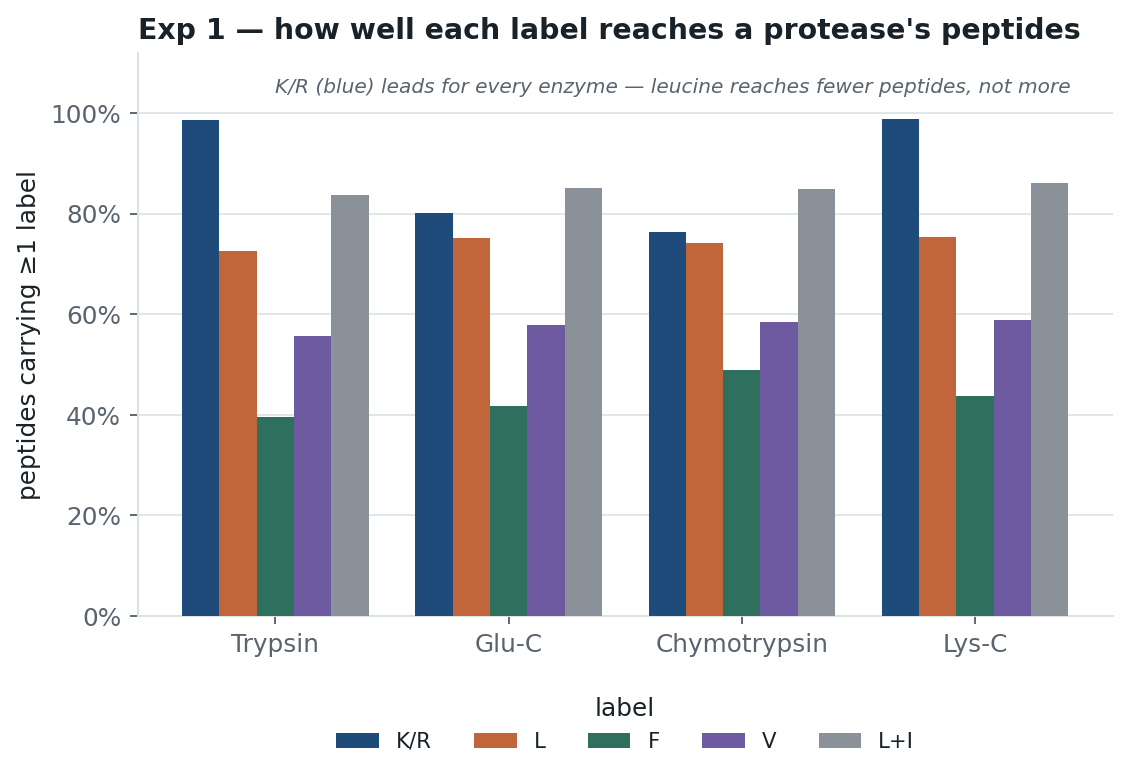 Exp 1 — how well each label reaches a protease's peptides
K/R (blue) leads for every enzyme — leucine reaches fewer peptides, not more
peptides carrying ≥1 label
100%
80%
60%
40%
20%
0%
Trypsin Glu-C Chymotrypsin Lys-C
label
K/R L F V L+I